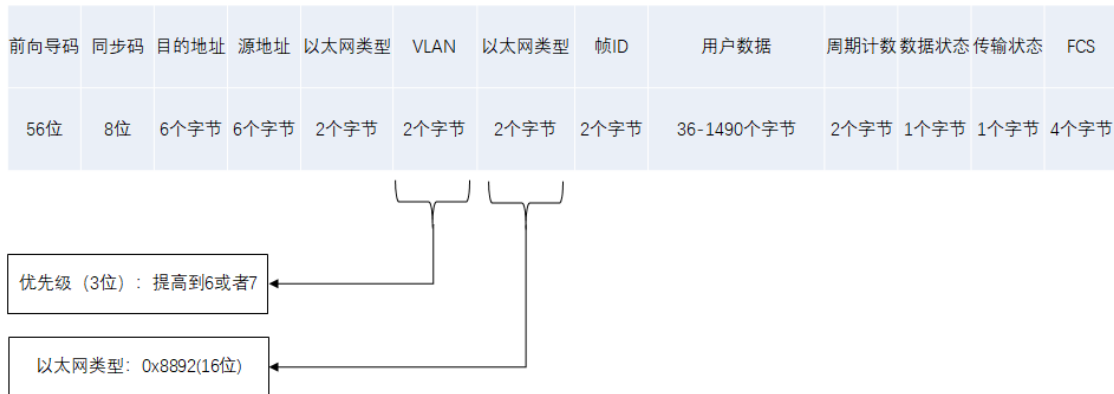 前向导码 同步码 目的地址 源地址 以太网类型 VLAN 以太网类型 帧ID 用户数据 周期计数 数据状态 传输状态 FCS
56位 8位 6个字节 6个字节 2个字节 2个字节 2个字节 2个字节 36-1490个字节 2个字节 1个字节 1个字节 4个字节
优先级（3位）：提高到6或者7
以太网类型：0x8892(16位)